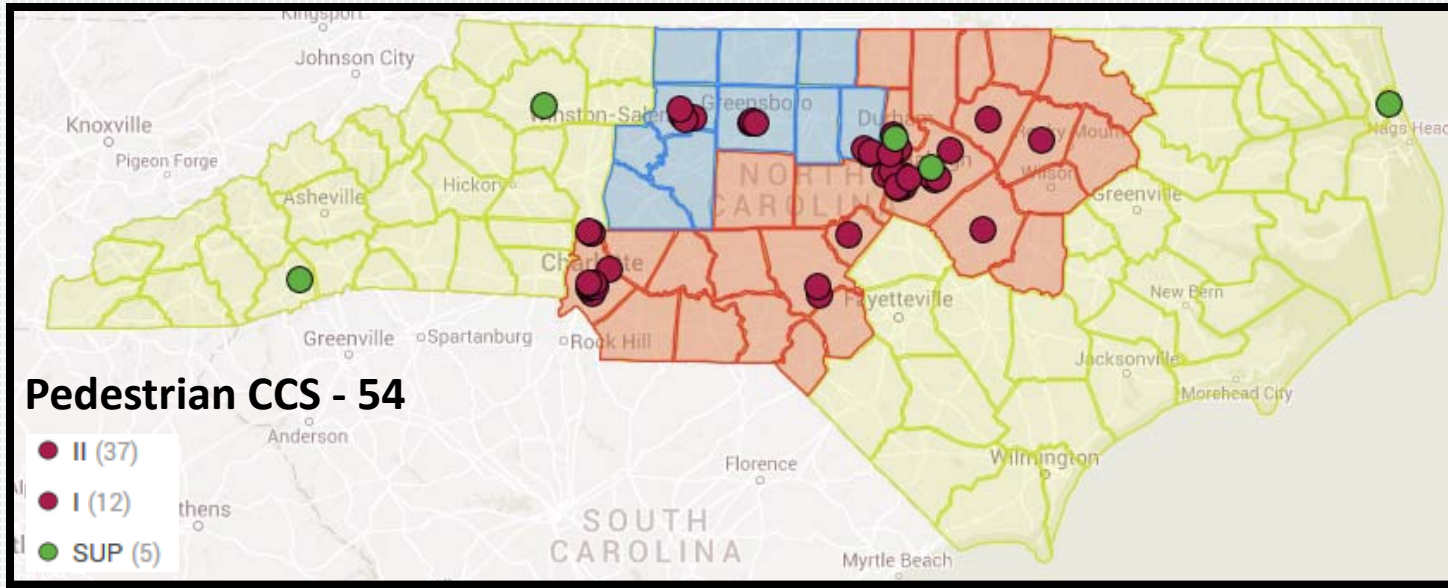 Kingsport
Johnson City
Knoxville
Pigeon Forge
Winston-Sale
Greensboro
Durham
Rocky Mount
Nags Head
Asheville
Hickory
NORTH
CAROLINA
Wilson
Greenville
Charlotte
Fayetteville
New Bern
Greenville
Spartanburg
Rock Hill
Jacksonville
Morehead City
Pedestrian CCS - 54
Anderson
II (37)
I (12)
thens
SUP (5)
Florence
Wilmington
SOUTH
CAROLINA
Myrtle Beach